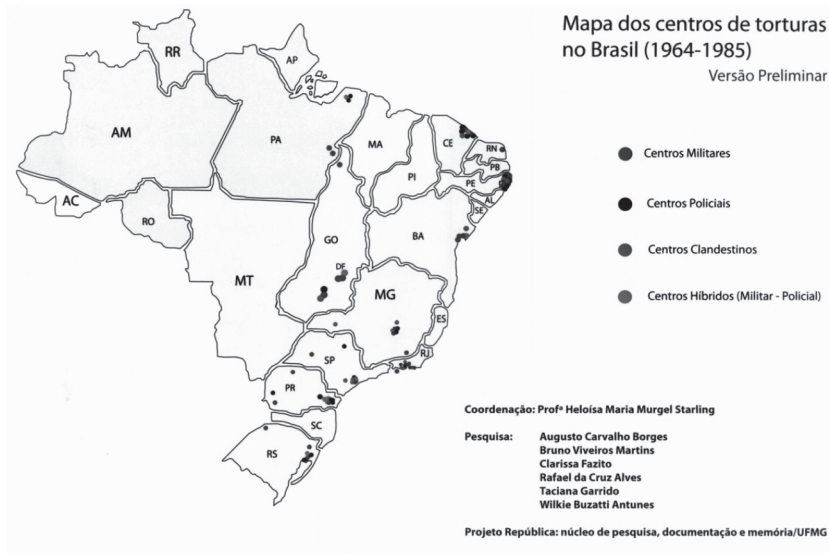 Mapa dos centros de torturas
no Brasil (1964-1985)
Versão Preliminar
RR
AP
AM
PA
MA
CE
RN
PB
PI
PE
AL
SE
AC
RO
GO
BA
DF
MT
MG
ES
RJ
SP
PR
SC
RS
Centros Militares
Centros Policiais
Centros Clandestinos
Centros Híbridos (Militar - Policial)
Coordenação: Profª Heloísa Maria Murgel Starling
Pesquisa: Augusto Carvalho Borges
Bruno Viveiros Martins
Clarissa Fazito
Rafael da Cruz Alves
Taciana Garrido
Wilkie Buzatti Antunes
Projeto República: núcleo de pesquisa, documentação e memória/UFMG